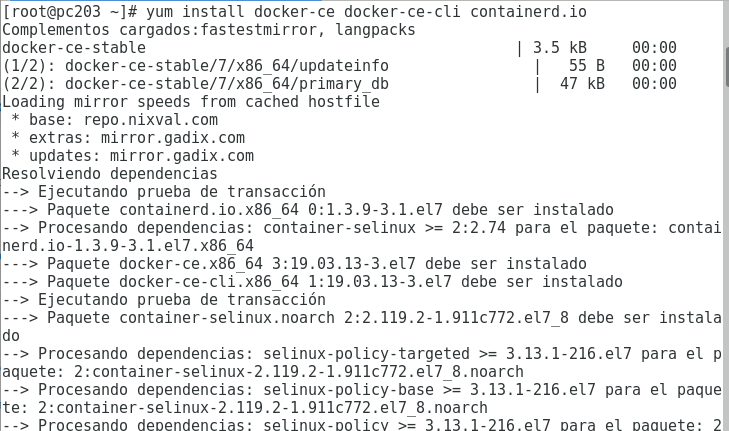 [root@pc203 ~]# yum install docker-ce docker-ce-cli containerd.io
Complementos cargados:fastestmirror, langpacks
docker-ce-stable | 3.5 kB 00:00
(1/2): docker-ce-stable/7/x86_64/updateinfo | 55 B 00:00
(2/2): docker-ce-stable/7/x86_64/primary_db | 47 kB 00:00
Loading mirror speeds from cached hostfile
 * base: repo.nixval.com
 * extras: mirror.gadix.com
 * updates: mirror.gadix.com
Resolviendo dependencias
--> Ejecutando prueba de transacción
---> Paquete containerd.io.x86_64 0:1.3.9-3.1.el7 debe ser instalado
--> Procesando dependencias: container-selinux >= 2:2.74 para el paquete: contai
nerd.io-1.3.9-3.1.el7.x86_64
---> Paquete docker-ce.x86_64 3:19.03.13-3.el7 debe ser instalado
---> Paquete docker-ce-cli.x86_64 1:19.03.13-3.el7 debe ser instalado
--> Ejecutando prueba de transacción
---> Paquete container-selinux.noarch 2:2.119.2-1.911c772.el7_8 debe ser instala
do
--> Procesando dependencias: selinux-policy-targeted >= 3.13.1-216.el7 para el p
aquete: 2:container-selinux-2.119.2-1.911c772.el7_8.noarch
--> Procesando dependencias: selinux-policy-base >= 3.13.1-216.el7 para el paque
te: 2:container-selinux-2.119.2-1.911c772.el7_8.noarch
--> Procesando dependencias: selinux-policy >= 3.13.1-216.el7 para el paquete: 2